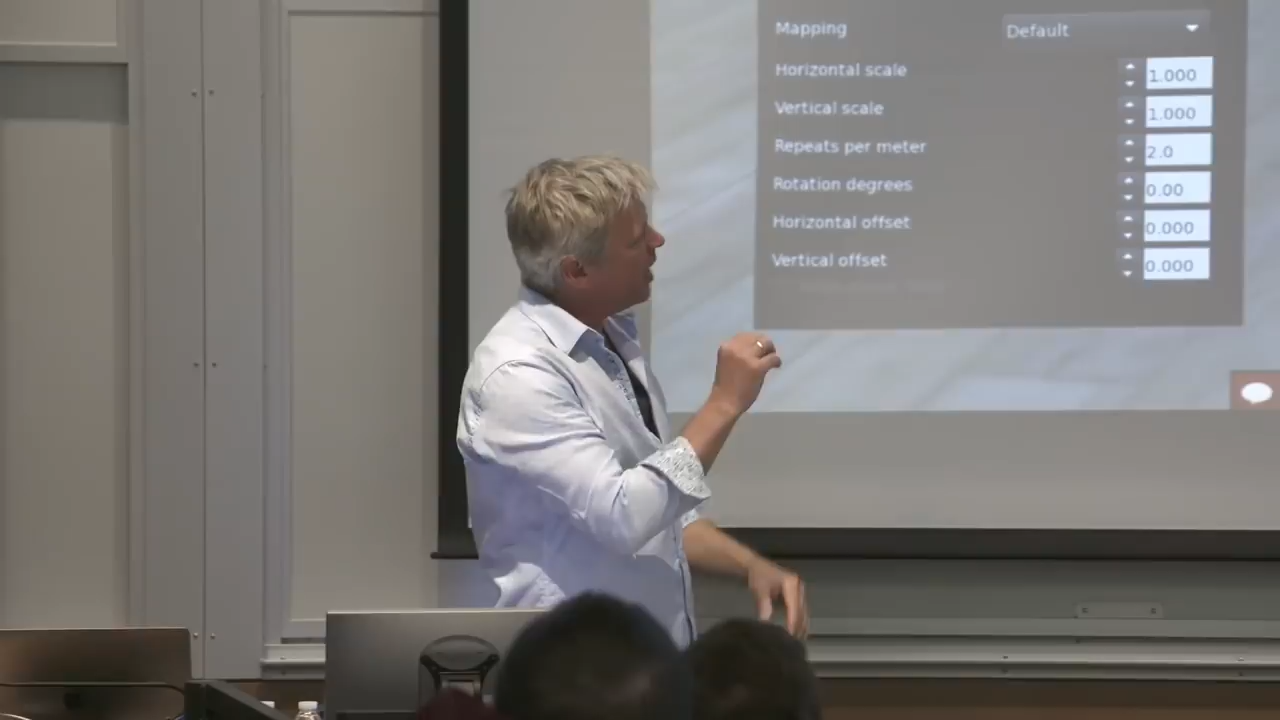 Mapping Default
Horizontal scale 1.000
Vertical scale 1.000
Repeats per meter 2.0
Rotation degrees 0.00
Horizontal offset 0.000
Vertical offset 0.000